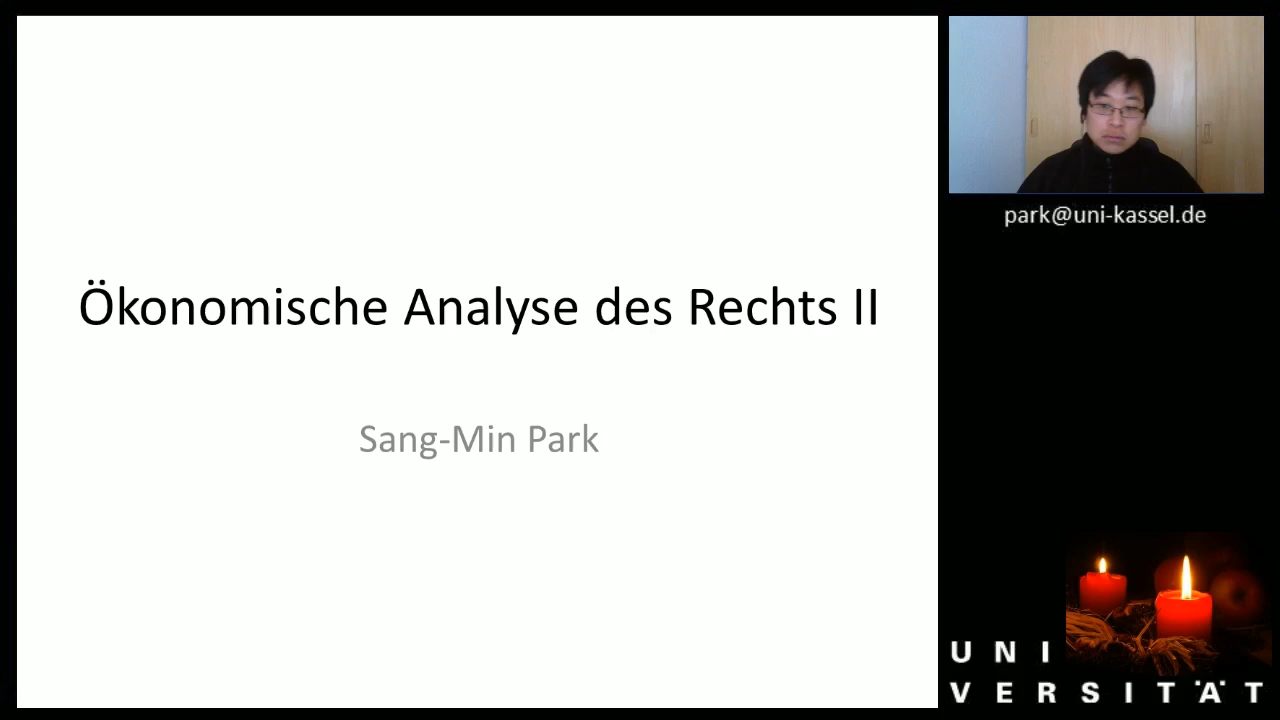 Ökonomische Analyse des Rechts II
Sang-Min Park
park@uni-kassel.de
U N I
V E R S I T Ä T